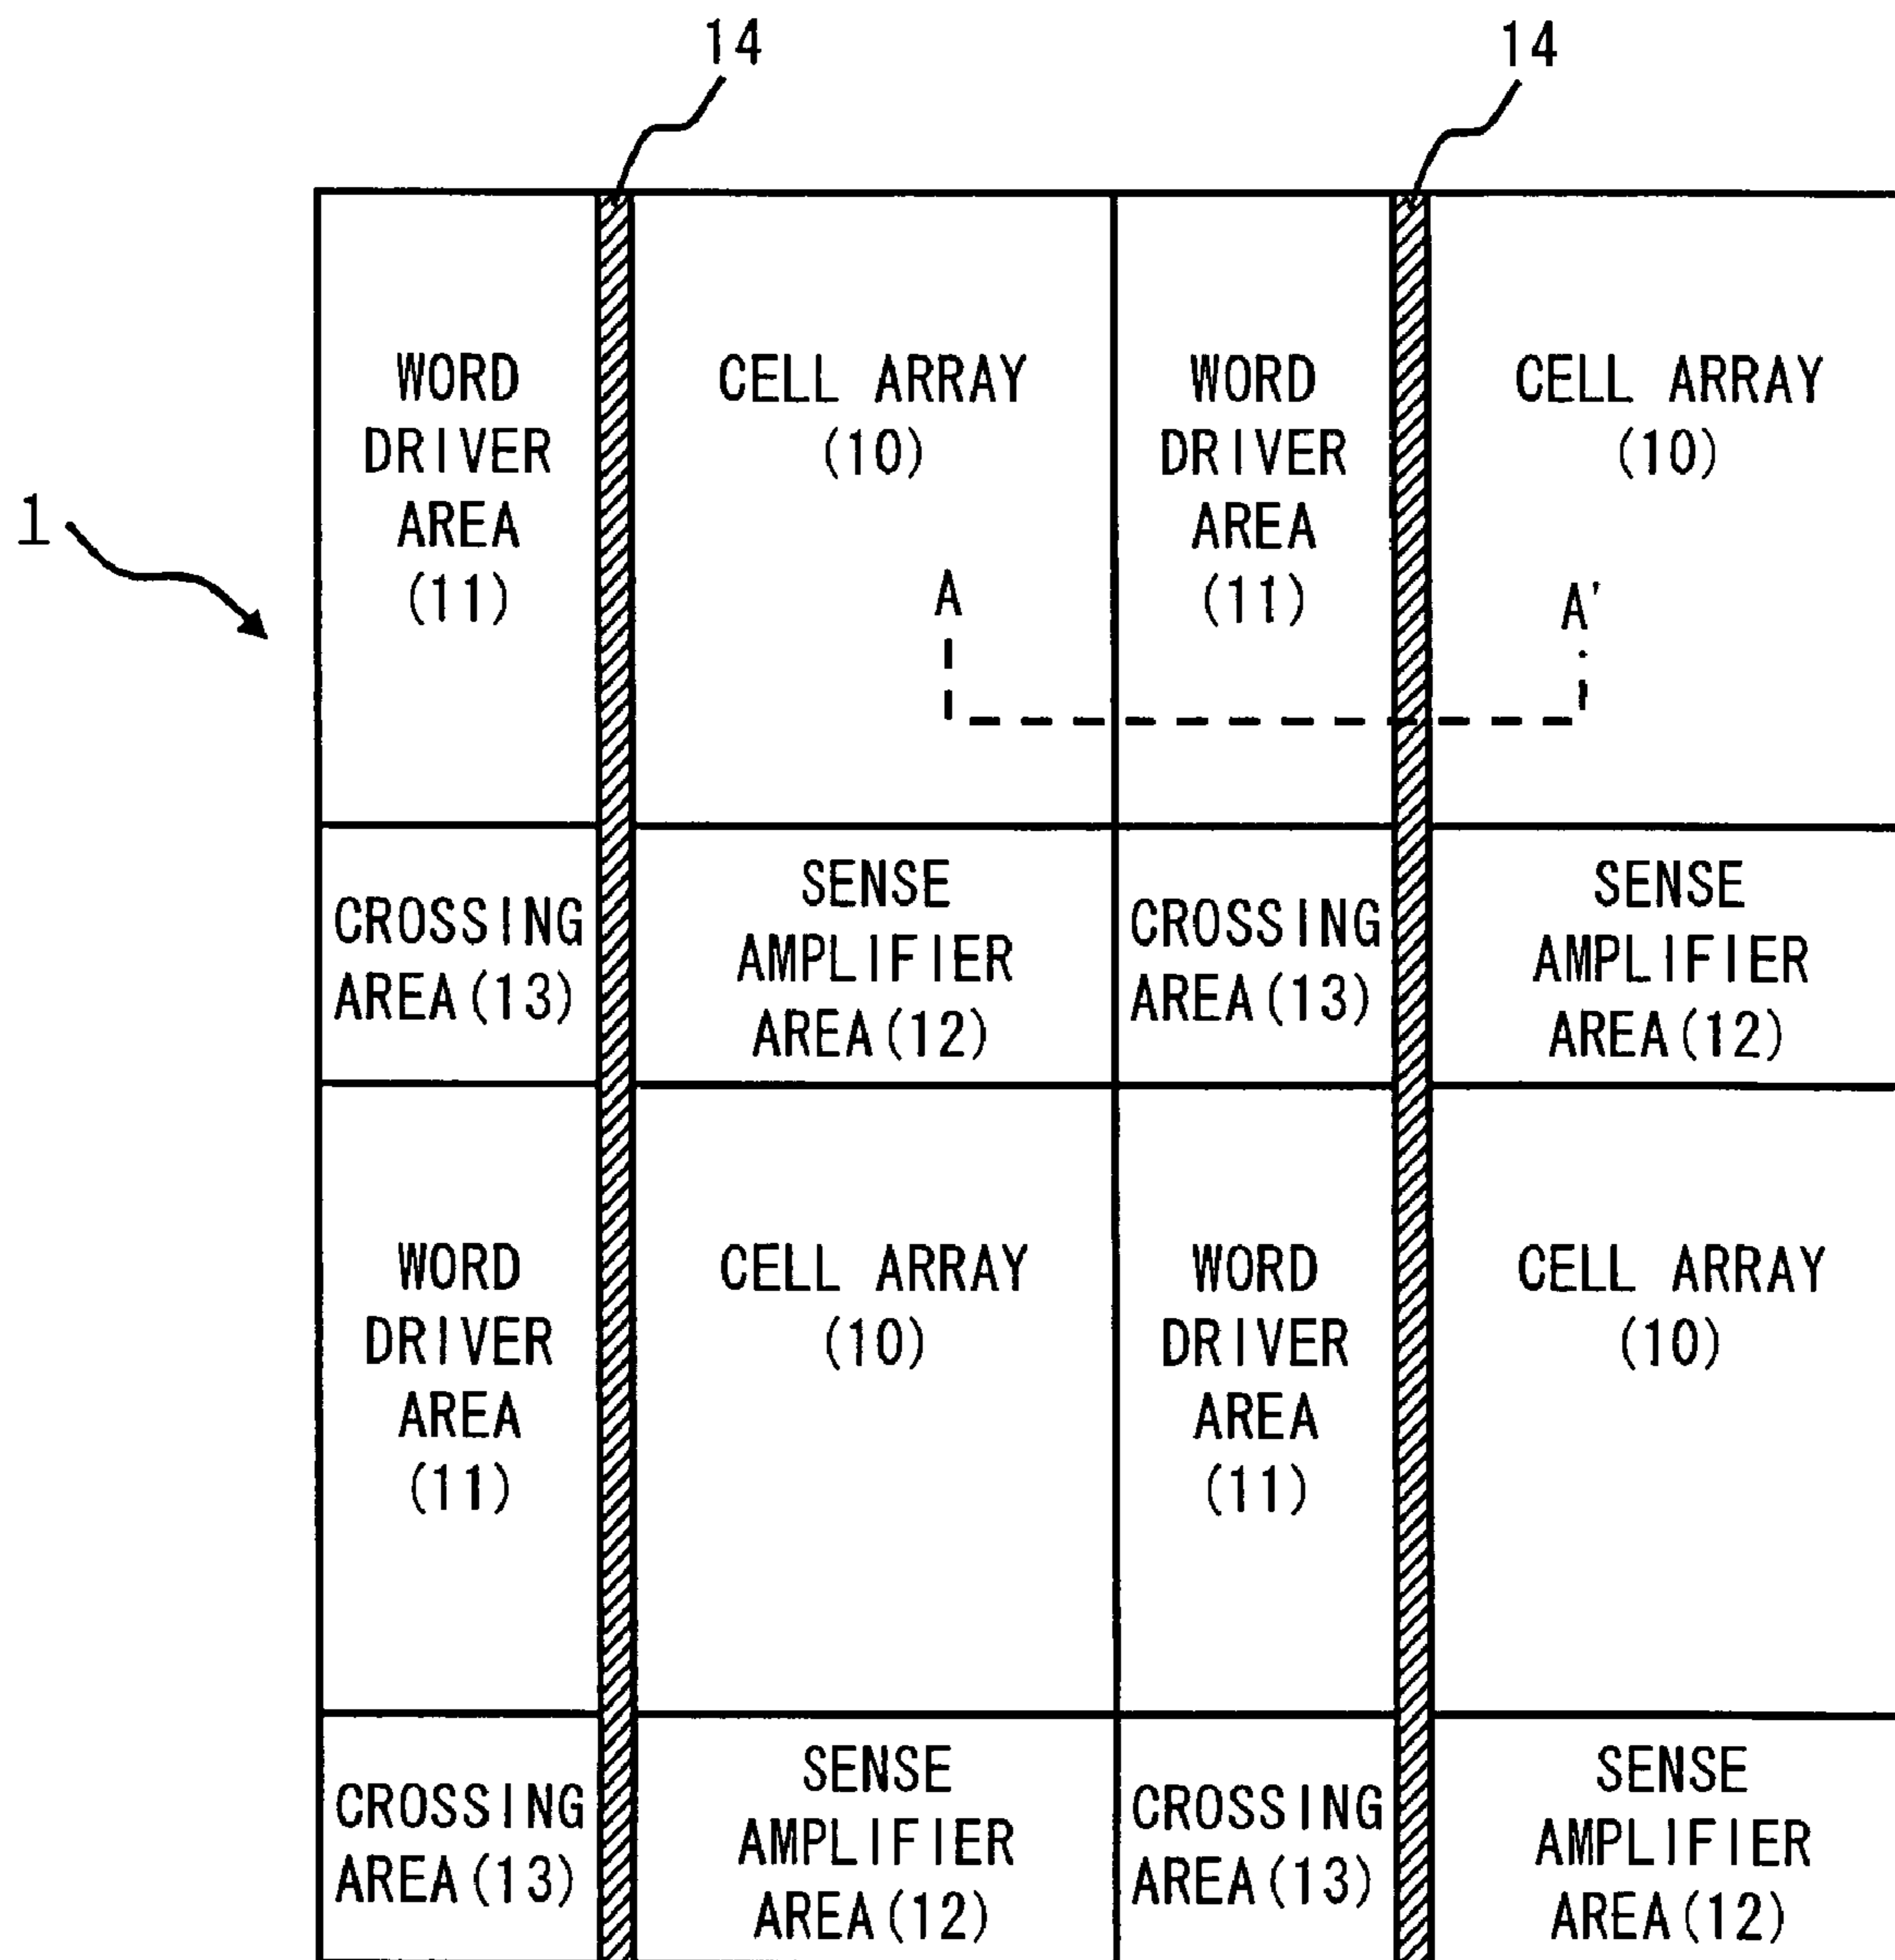 14
14
WORD
DRIVER
AREA
(11)
CELL ARRAY
(10)
WORD
DRIVER
AREA
(11)
CELL ARRAY
(10)
1
A
A'
CROSSING
AREA(13)
SENSE
AMPLIFIER
AREA(12)
CROSSING
AREA(13)
SENSE
AMPLIFIER
AREA(12)
WORD
DRIVER
AREA
(11)
CELL ARRAY
(10)
WORD
DRIVER
AREA
(11)
CELL ARRAY
(10)
CROSSING
AREA(13)
SENSE
AMPLIFIER
AREA(12)
CROSSING
AREA(13)
SENSE
AMPLIFIER
AREA(12)